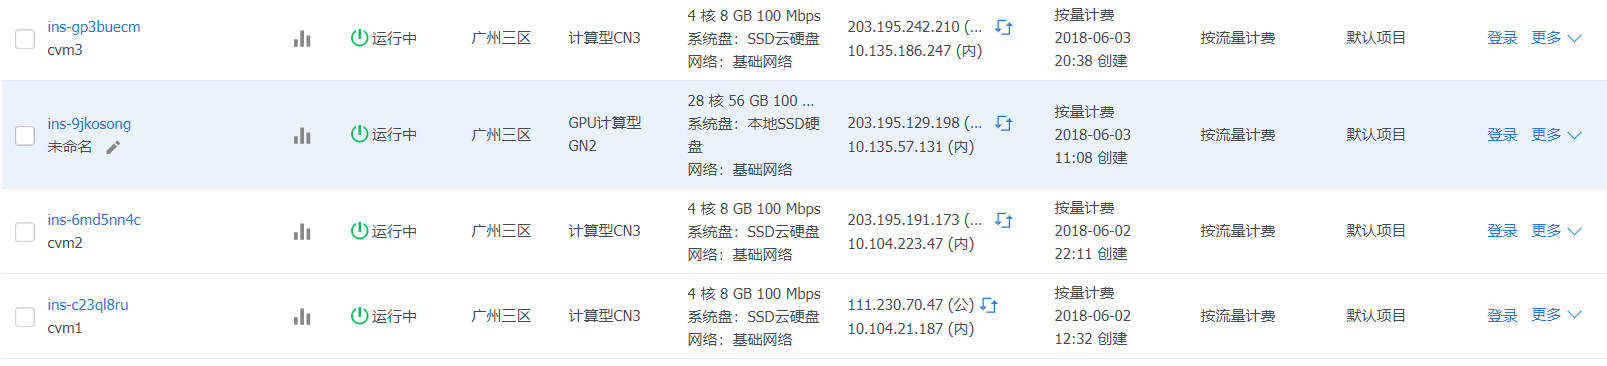 ins-gp3buecm
cvm3
运行中
广州三区
计算型CN3
4 核 8 GB 100 Mbps
系统盘：SSD云硬盘
网络：基础网络
203.195.242.210 (...
10.135.186.247 (内)
按量计费
2018-06-03
20:38 创建
按流量计费
默认项目
登录 更多
ins-9jkosong
未命名
运行中
广州三区
GPU计算型
GN2
28 核 56 GB 100 ...
系统盘：本地SSD硬
盘
网络：基础网络
203.195.129.198 (...
10.135.57.131 (内)
按量计费
2018-06-03
11:08 创建
按流量计费
默认项目
登录 更多
ins-6md5nn4c
cvm2
运行中
广州三区
计算型CN3
4 核 8 GB 100 Mbps
系统盘：SSD云硬盘
网络：基础网络
203.195.191.173 (...
10.104.223.47 (内)
按量计费
2018-06-02
22:11 创建
按流量计费
默认项目
登录 更多
ins-c23ql8ru
cvm1
运行中
广州三区
计算型CN3
4 核 8 GB 100 Mbps
系统盘：SSD云硬盘
网络：基础网络
111.230.70.47 (公)
10.104.21.187 (内)
按量计费
2018-06-02
12:32 创建
按流量计费
默认项目
登录 更多